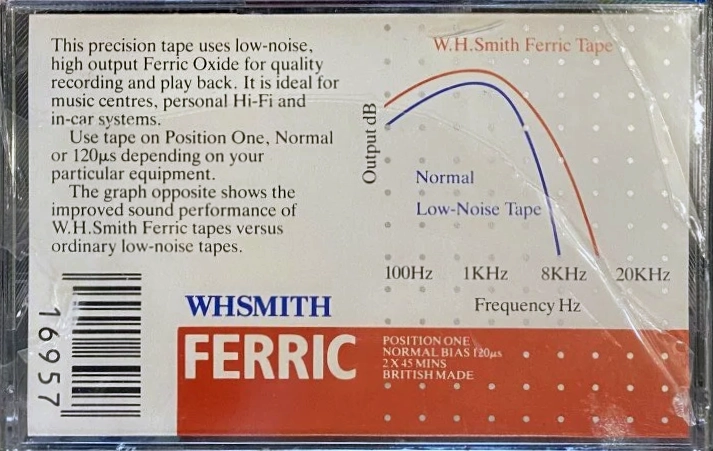 This precision tape uses low-noise,
high output Ferric Oxide for quality
recording and play back. It is ideal for
music centres, personal Hi-Fi and
in-car systems.
Use tape on Position One, Normal
or 120µs depending on your
particular equipment.
The graph opposite shows the
improved sound performance of
W.H.Smith Ferric tapes versus
ordinary low-noise tapes.
W.H.Smith Ferric Tape
Output dB
Normal
Low-Noise Tape
100Hz 1KHz 8KHz 20KHz
Frequency Hz
16957
WHSMITH
FERRIC
POSITION ONE
NORMAL BIAS 120µs
2 X 45 MINS
BRITISH MADE